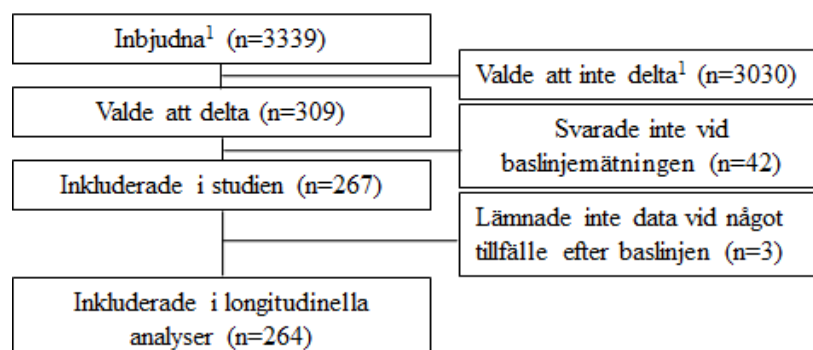 Inbjudna¹ (n=3339)
Valde att inte delta¹ (n=3030)
Valde att delta (n=309)
Svarade inte vid
baslinjemätningen (n=42)
Inkluderade i studien (n=267)
Lämnade inte data vid något
tillfälle efter baslinjen (n=3)
Inkluderade i longitudinella
analyser (n=264)